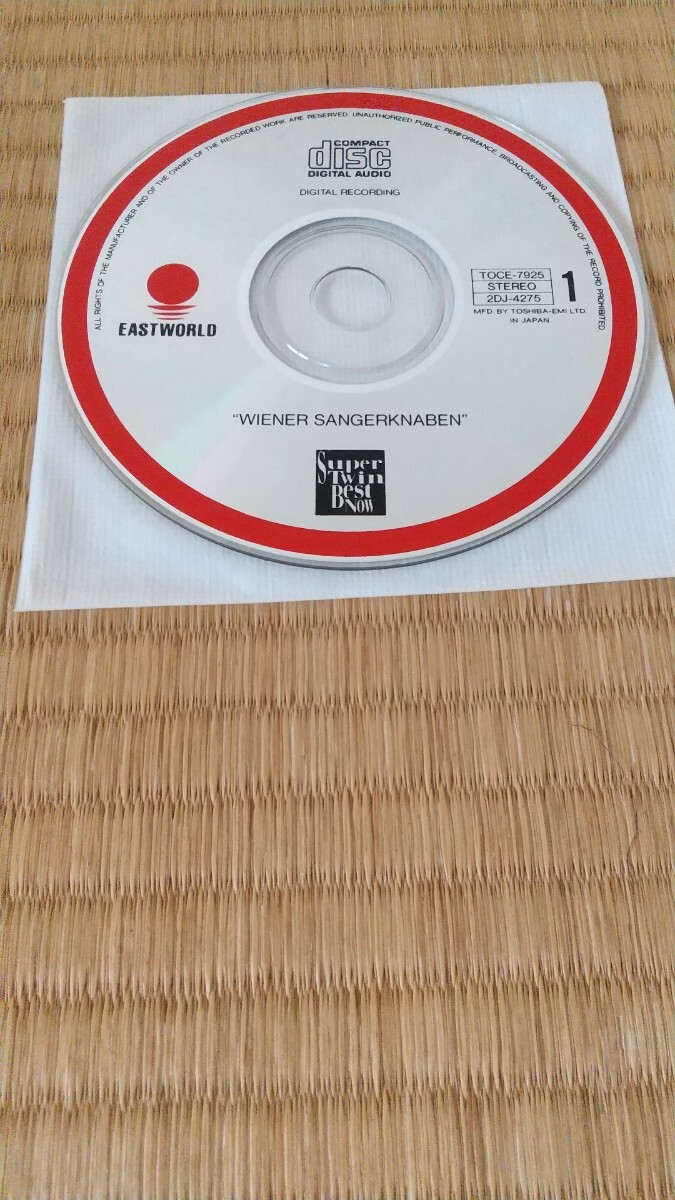 ALL RIGHTS OF THE MANUFACTURER AND OF THE OWNER OF THE RECORDED WORK ARE RESERVED. UNAUTHORIZED PUBLIC PERFORMANCE, BROADCASTING AND COPYING OF THE RECORD PROHIBITED.
COMPACT
disc
DIGITAL AUDIO
DIGITAL RECORDING
EASTWORLD
TOCE-7925
STEREO
2DJ-4275
1
MFD. BY TOSHIBA-EMI LTD.
IN JAPAN
"WIENER SANGERKNABEN"
Super
Twin
Best
Now